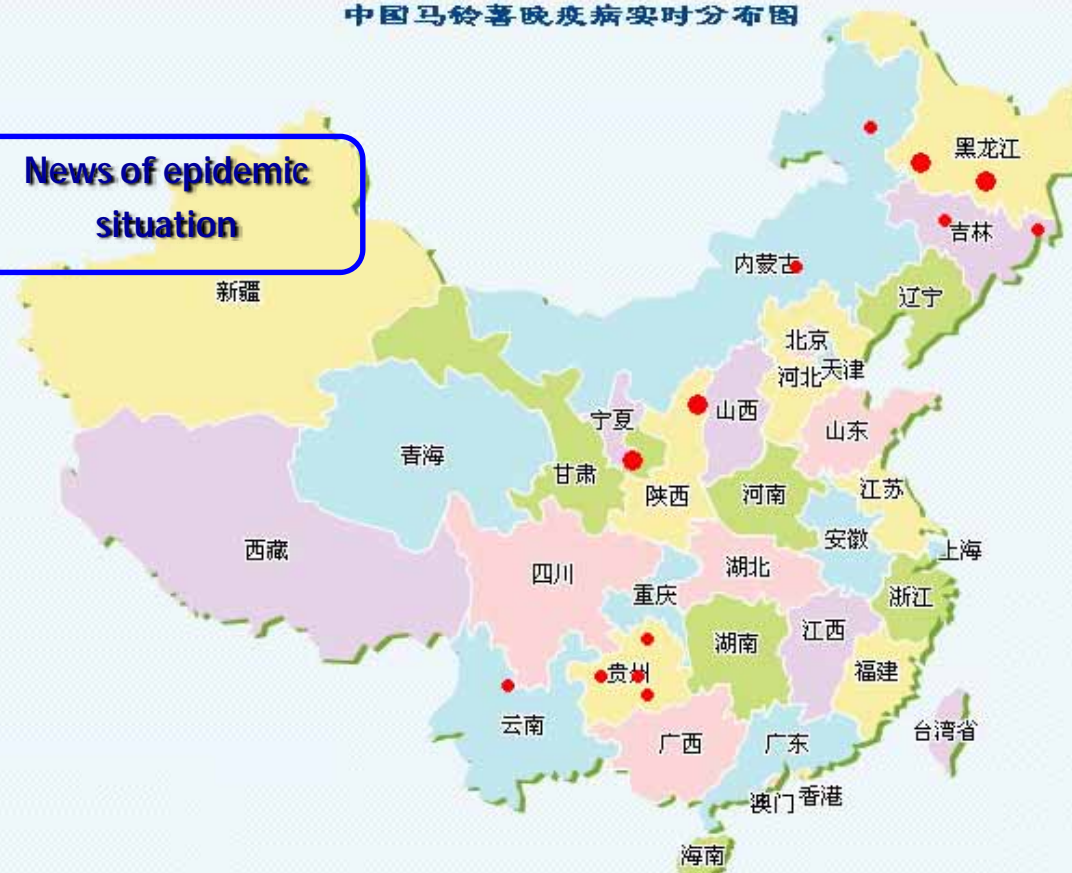 中国马铃薯晚疫病实时分布图
News of epidemic
situation
黑龙江
吉林
内蒙古
辽宁
新疆
北京
天津
河北
宁夏
山西
山东
青海
甘肃
陕西
河南
江苏
西藏
四川
安徽
上海
湖北
重庆
浙江
湖南
江西
贵州
福建
云南
广西
广东
台湾省
澳门
香港
海南